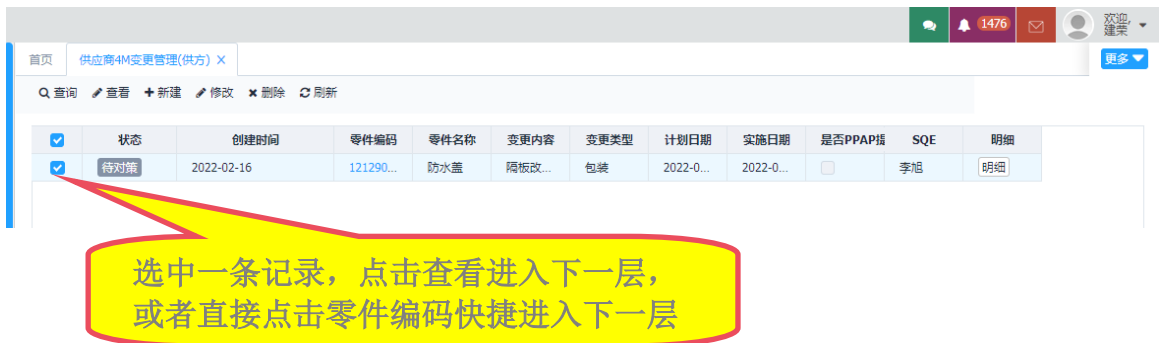 1476
欢迎,
建荣
首页 供应商4M变更管理(供方) X
更多
查询 查看 新建 修改 删除 刷新
状态 创建时间 零件编码 零件名称 变更内容 变更类型 计划日期 实施日期 是否PPAP提 SQE 明细
待对策 2022-02-16 121290... 防水盖 隔板改... 包装 2022-0... 2022-0... 李旭 明细
选中一条记录，点击查看进入下一层，
或者直接点击零件编码快捷进入下一层